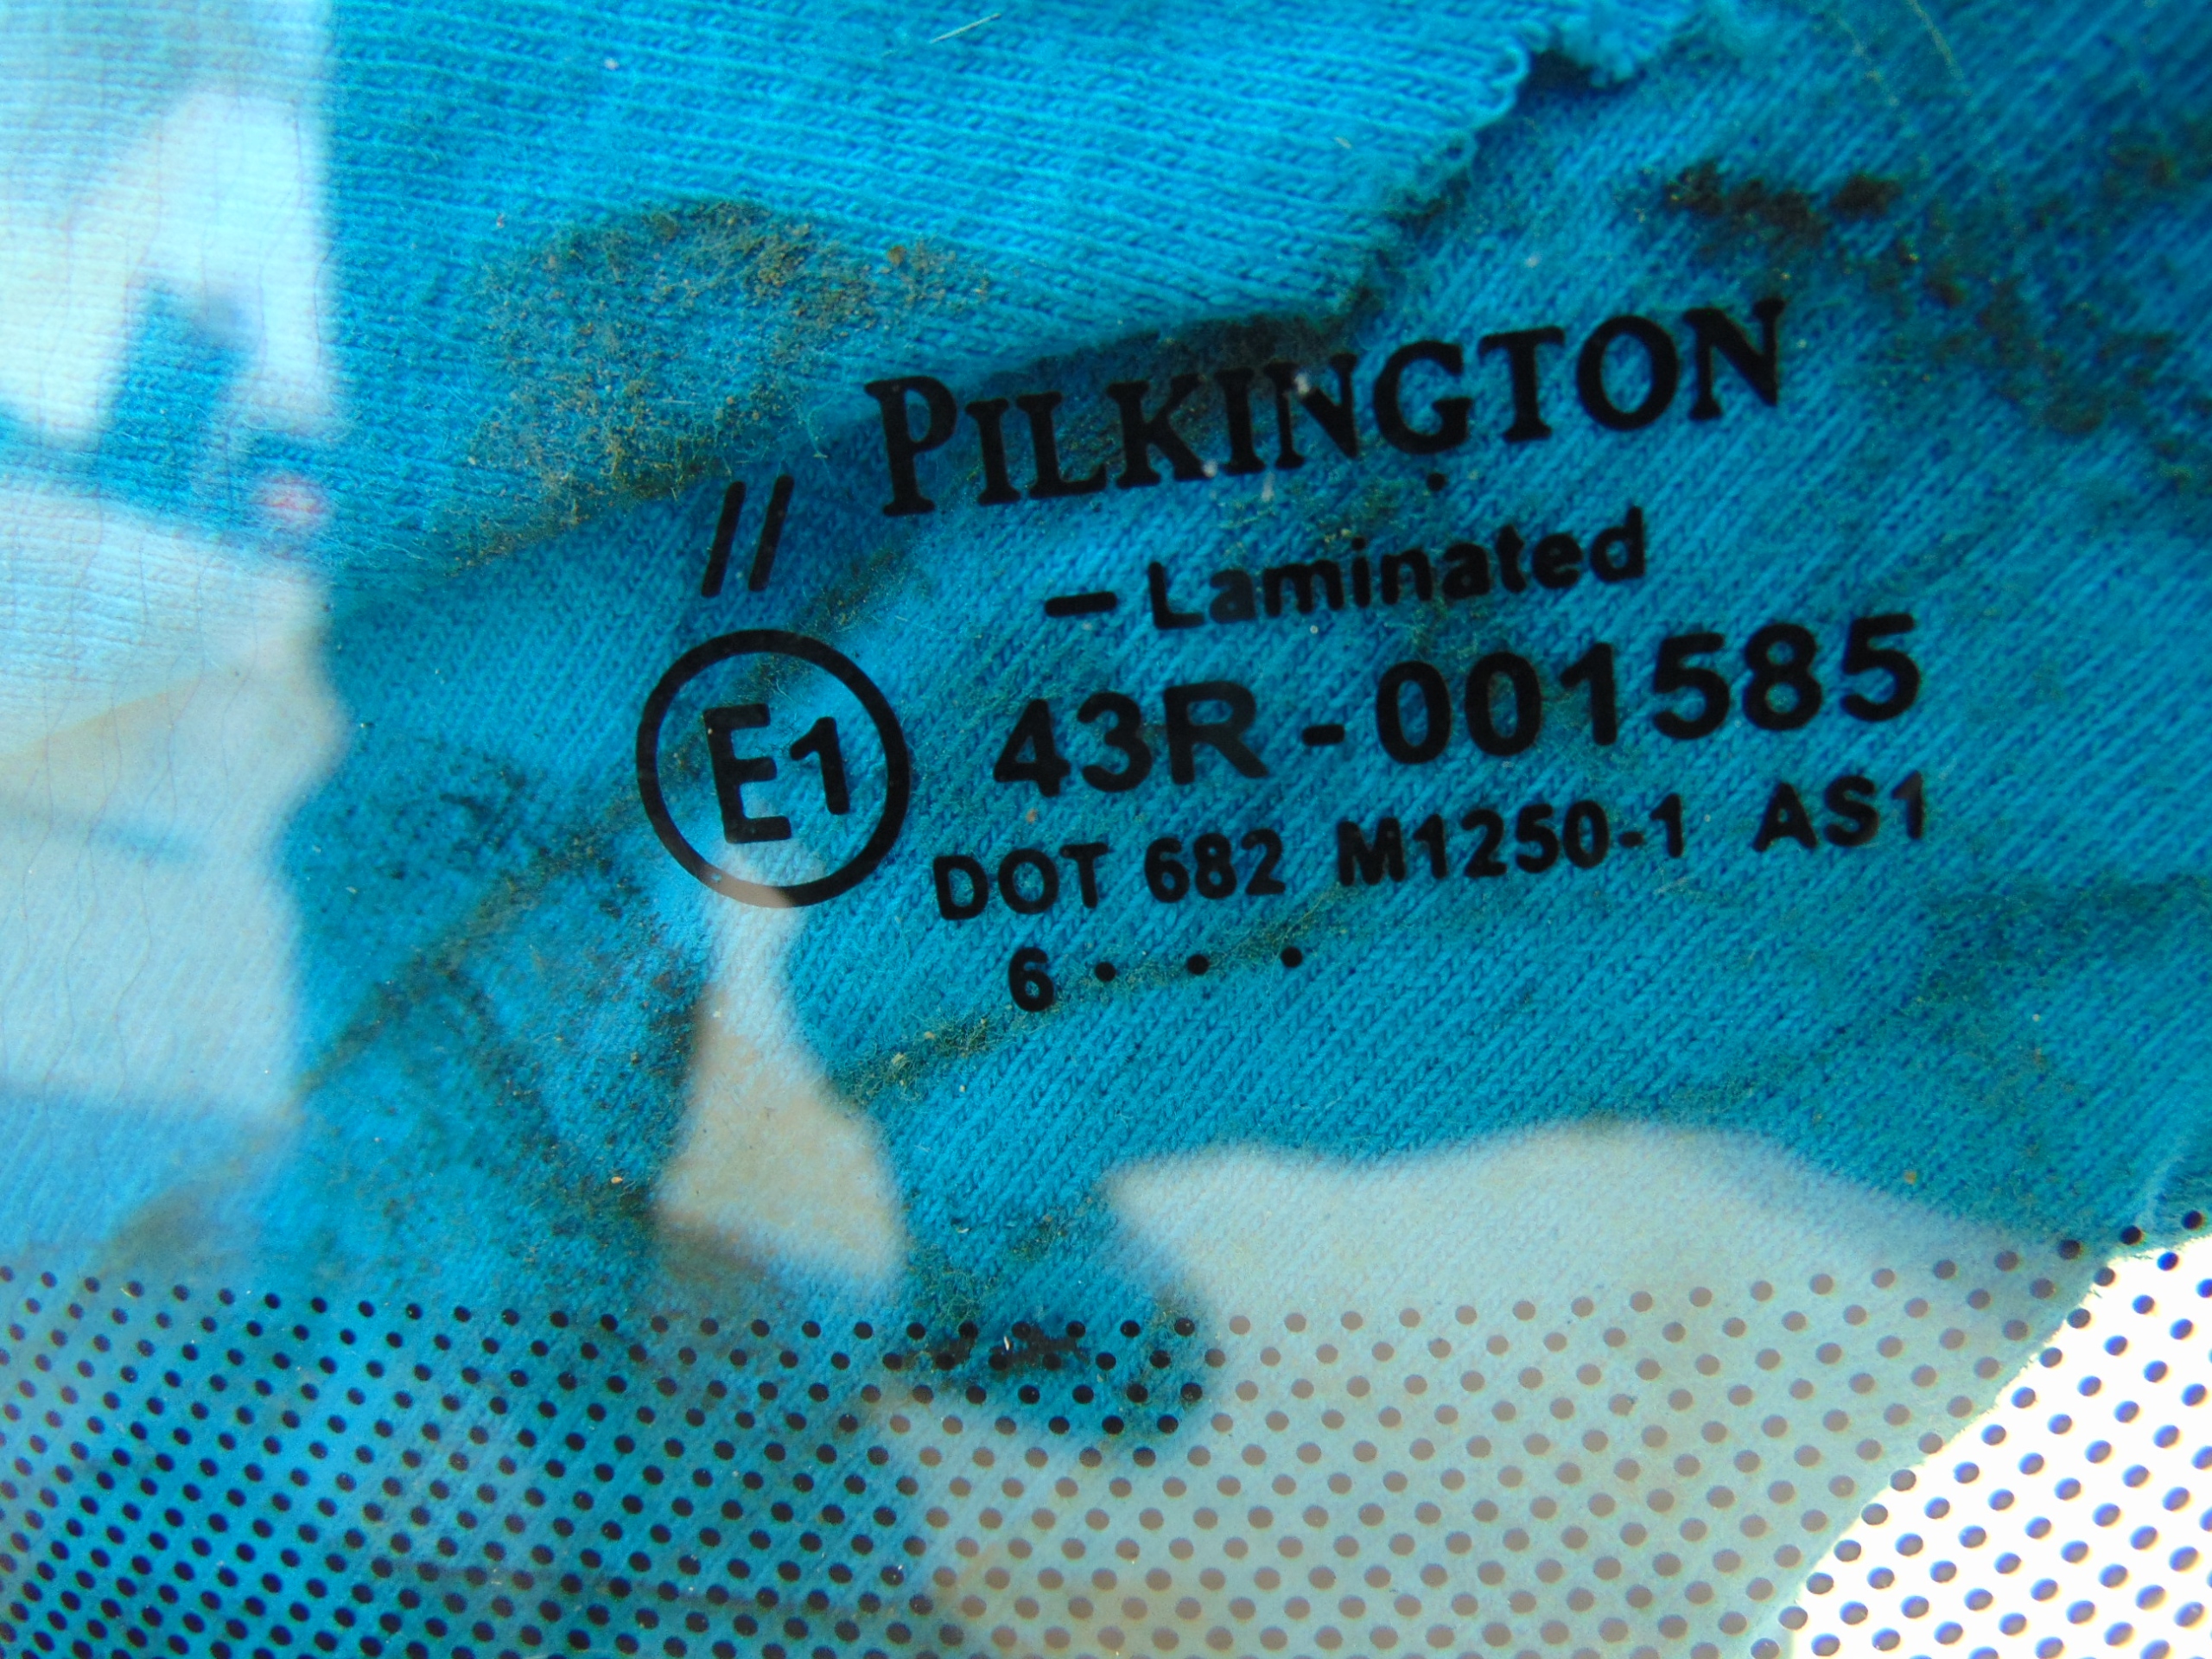 PILKINGTON
// — Laminated
E1 43R-001585
DOT 682 M1250-1 AS1
6 • • •